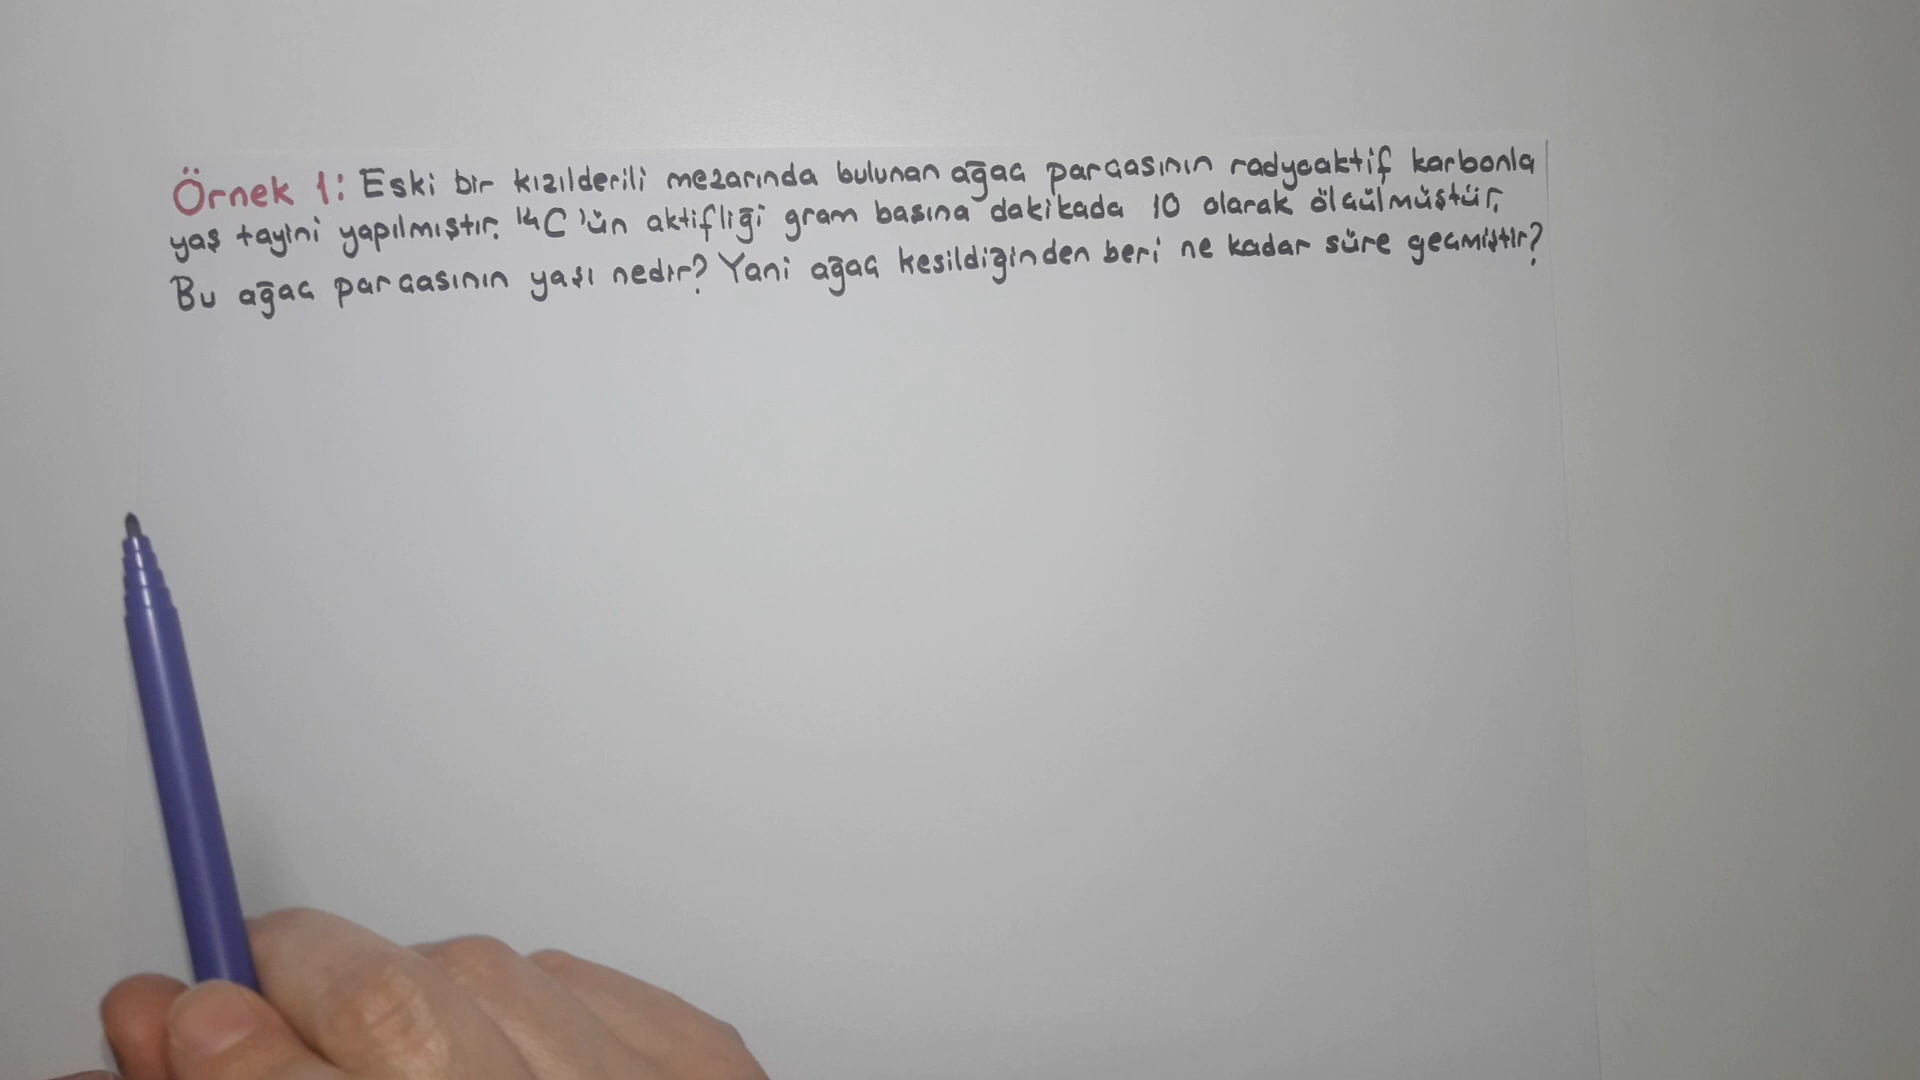 Örnek 1: Eski bir kızılderili mezarında bulunan ağaç parçasının radyoaktif karbonla
yaş tayini yapılmıştır. ¹⁴C'ün aktifliği gram başına dakikada 10 olarak ölçülmüştür.
Bu ağaç parçasının yaşı nedir? Yani ağaç kesildiğinden beri ne kadar süre geçmiştir?